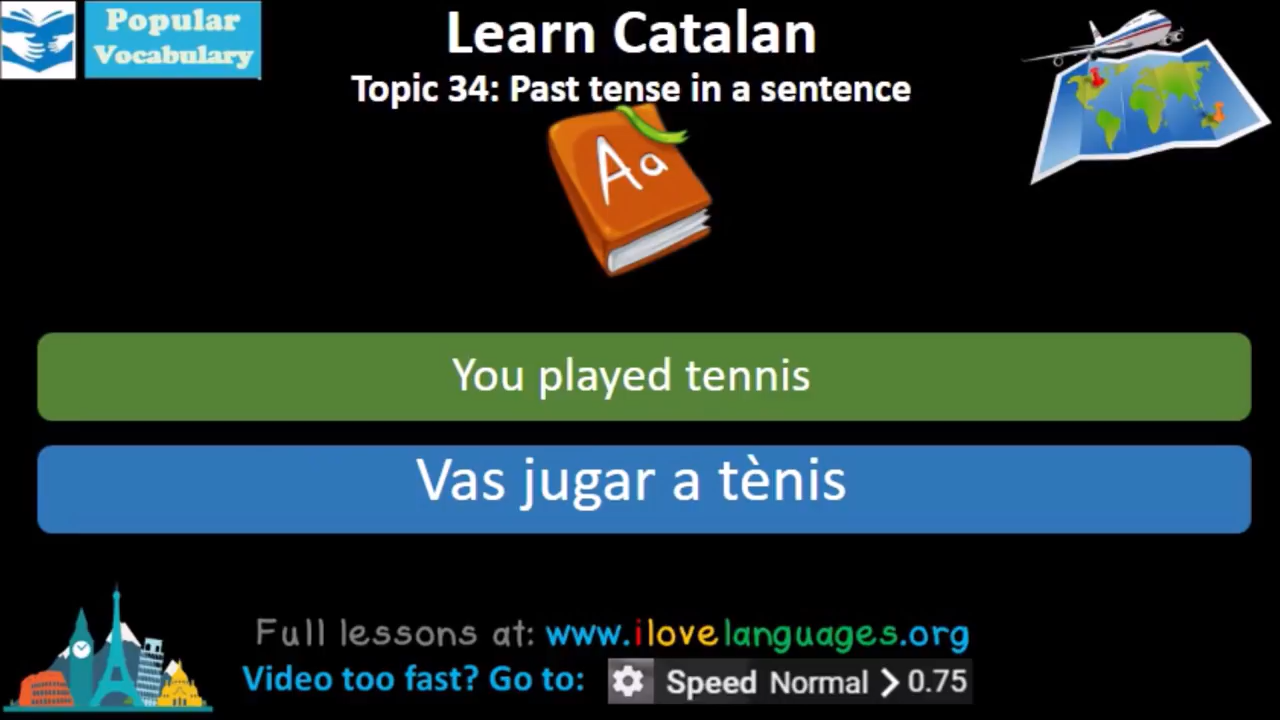 Popular
Vocabulary
Learn Catalan
Topic 34: Past tense in a sentence
Aa
You played tennis
Vas jugar a tènis
Full lessons at: www.ilovelanguages.org
Video too fast? Go to: Speed Normal > 0.75